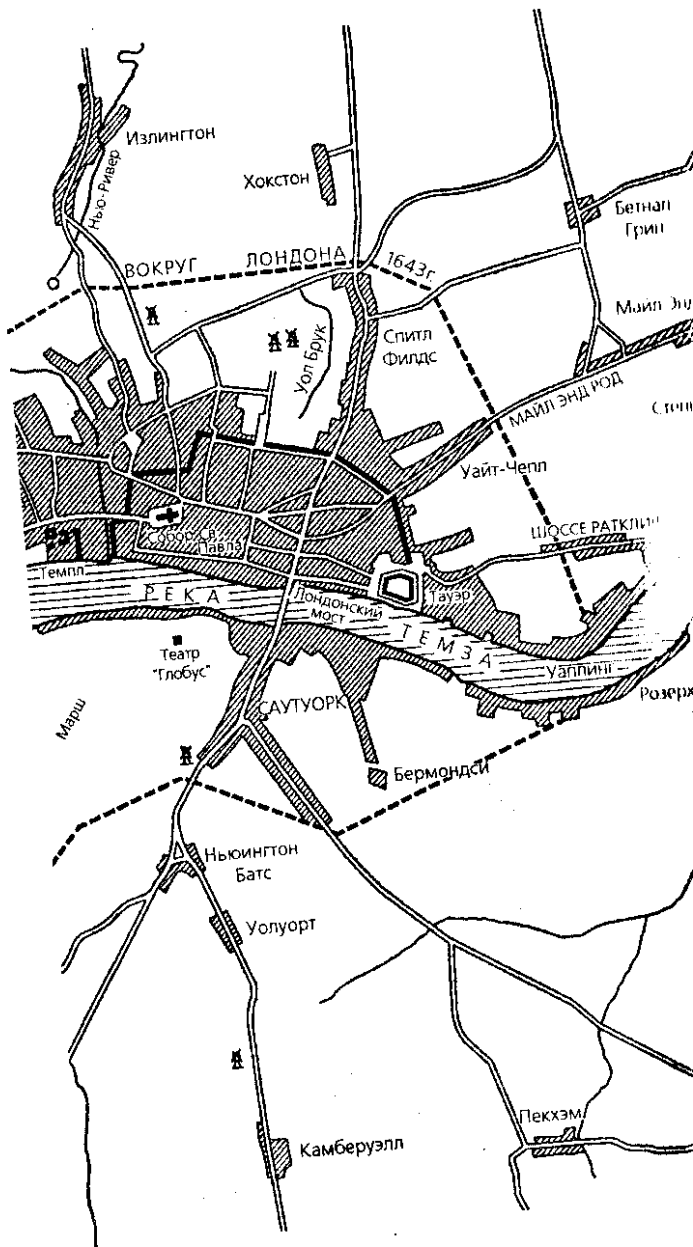 Излингтон
Нью-Ривер
Хокстон
Бетнал
Грин
ВОКРУГ ЛОНДОНА 1643г.
Майл Энд
Спитл
Филдс
Уол Брук
МАЙЛ ЭНД РОД
Степ
Уайт-Чепл
Собор Св.
Павла
ШОССЕ РАТКЛИ
Темпл
Тауэр
РЕКА ТЕМЗА
Лондонский
мост
Театр
"Глобус"
Уаппинг
Марш
САУТУОРК
Розерх
Бермондси
Ньюингтон
Батс
Уолуорт
Пекхэм
Камберуэлл